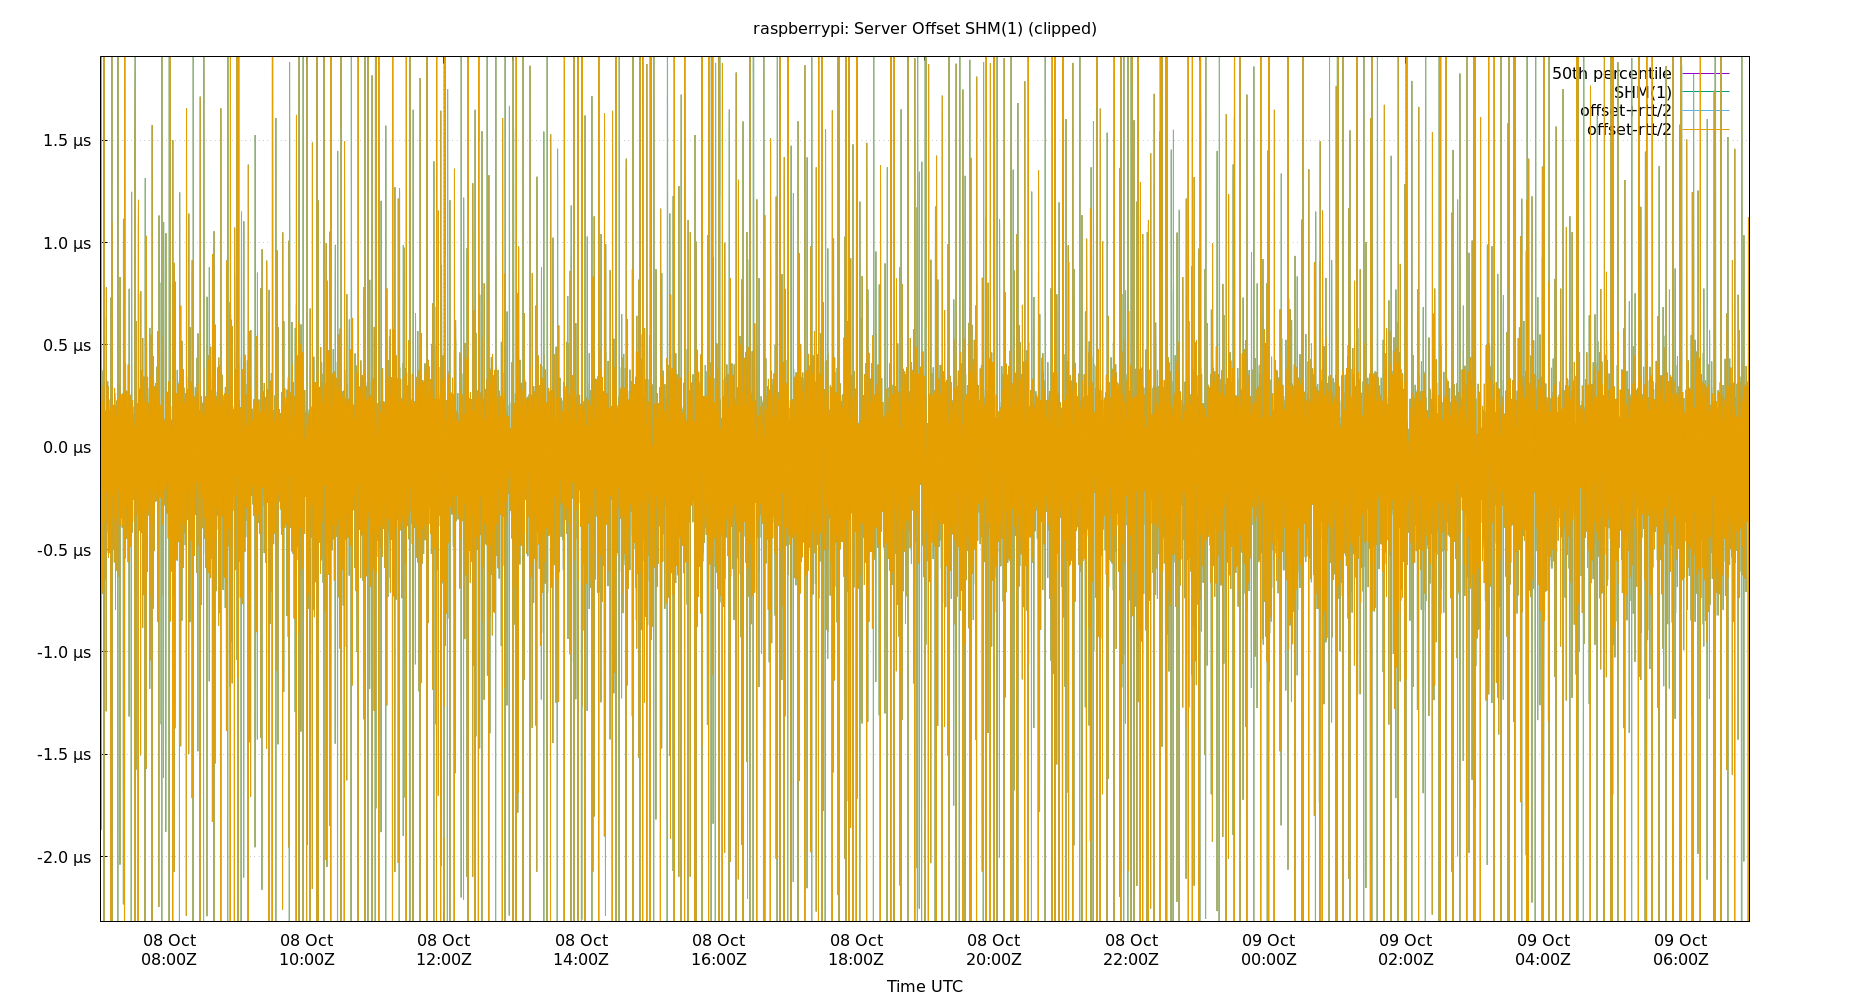 raspberrypi: Server Offset SHM(1) (clipped)
50th percentile
SHM(1)
offset+rtt/2
offset-rtt/2
1.5 µs
1.0 µs
0.5 µs
0.0 µs
-0.5 µs
-1.0 µs
-1.5 µs
-2.0 µs
08 Oct 08 Oct 08 Oct 08 Oct 08 Oct 08 Oct 08 Oct 08 Oct 09 Oct 09 Oct 09 Oct 09 Oct
08:00Z 10:00Z 12:00Z 14:00Z 16:00Z 18:00Z 20:00Z 22:00Z 00:00Z 02:00Z 04:00Z 06:00Z
Time UTC